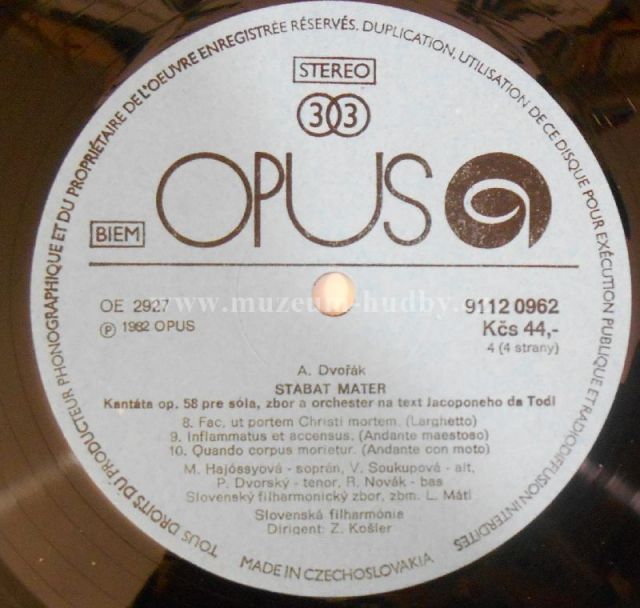 TOUS DROITS DU PRODUCTEUR PHONOGRAPHIQUE ET DU PROPRIÉTAIRE DE L'OEUVRE ENREGISTRÉE RÉSERVÉS. DUPLICATION, UTILISATION DE CE DISQUE POUR EXÉCUTION PUBLIQUE ET RADIODIFFUSION INTERDITES
STEREO
33
OPUS
BIEM
www.muzeum-hudby.
OE 2927
9112 0962
℗ 1982 OPUS
Kčs 44,-
4 (4 strany)
A. Dvořák
STABAT MATER
Kantáta op. 58 pre sóla, zbor a orchester na text Jacoponeho da Todi
8. Fac, ut portem Christi mortem. (Larghetto)
9. Inflammatus et accensus. (Andante maestoso)
10. Quando corpus morietur. (Andante con moto)
M. Hajóssyová - soprán, V. Soukupová - alt,
P. Dvorský - tenor, R. Novák - bas
Slovenský filharmonický zbor, zbm. L. Mátl
Slovenská filharmónia
Dirigent: Z. Košler
MADE IN CZECHOSLOVAKIA